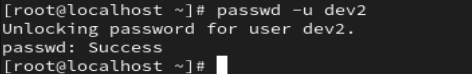 [root@localhost ~]# passwd -u dev2
Unlocking password for user dev2.
passwd: Success
[root@localhost ~]#